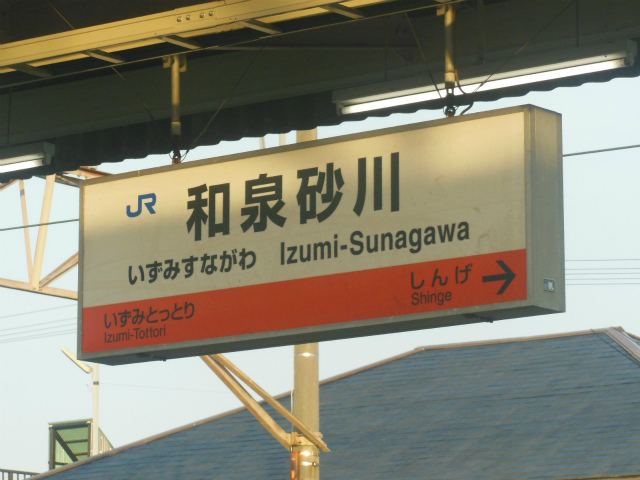 JR 和泉砂川
いずみすながわ Izumi-Sunagawa
いずみとっとり しんげ →
Izumi-Tottori Shinge